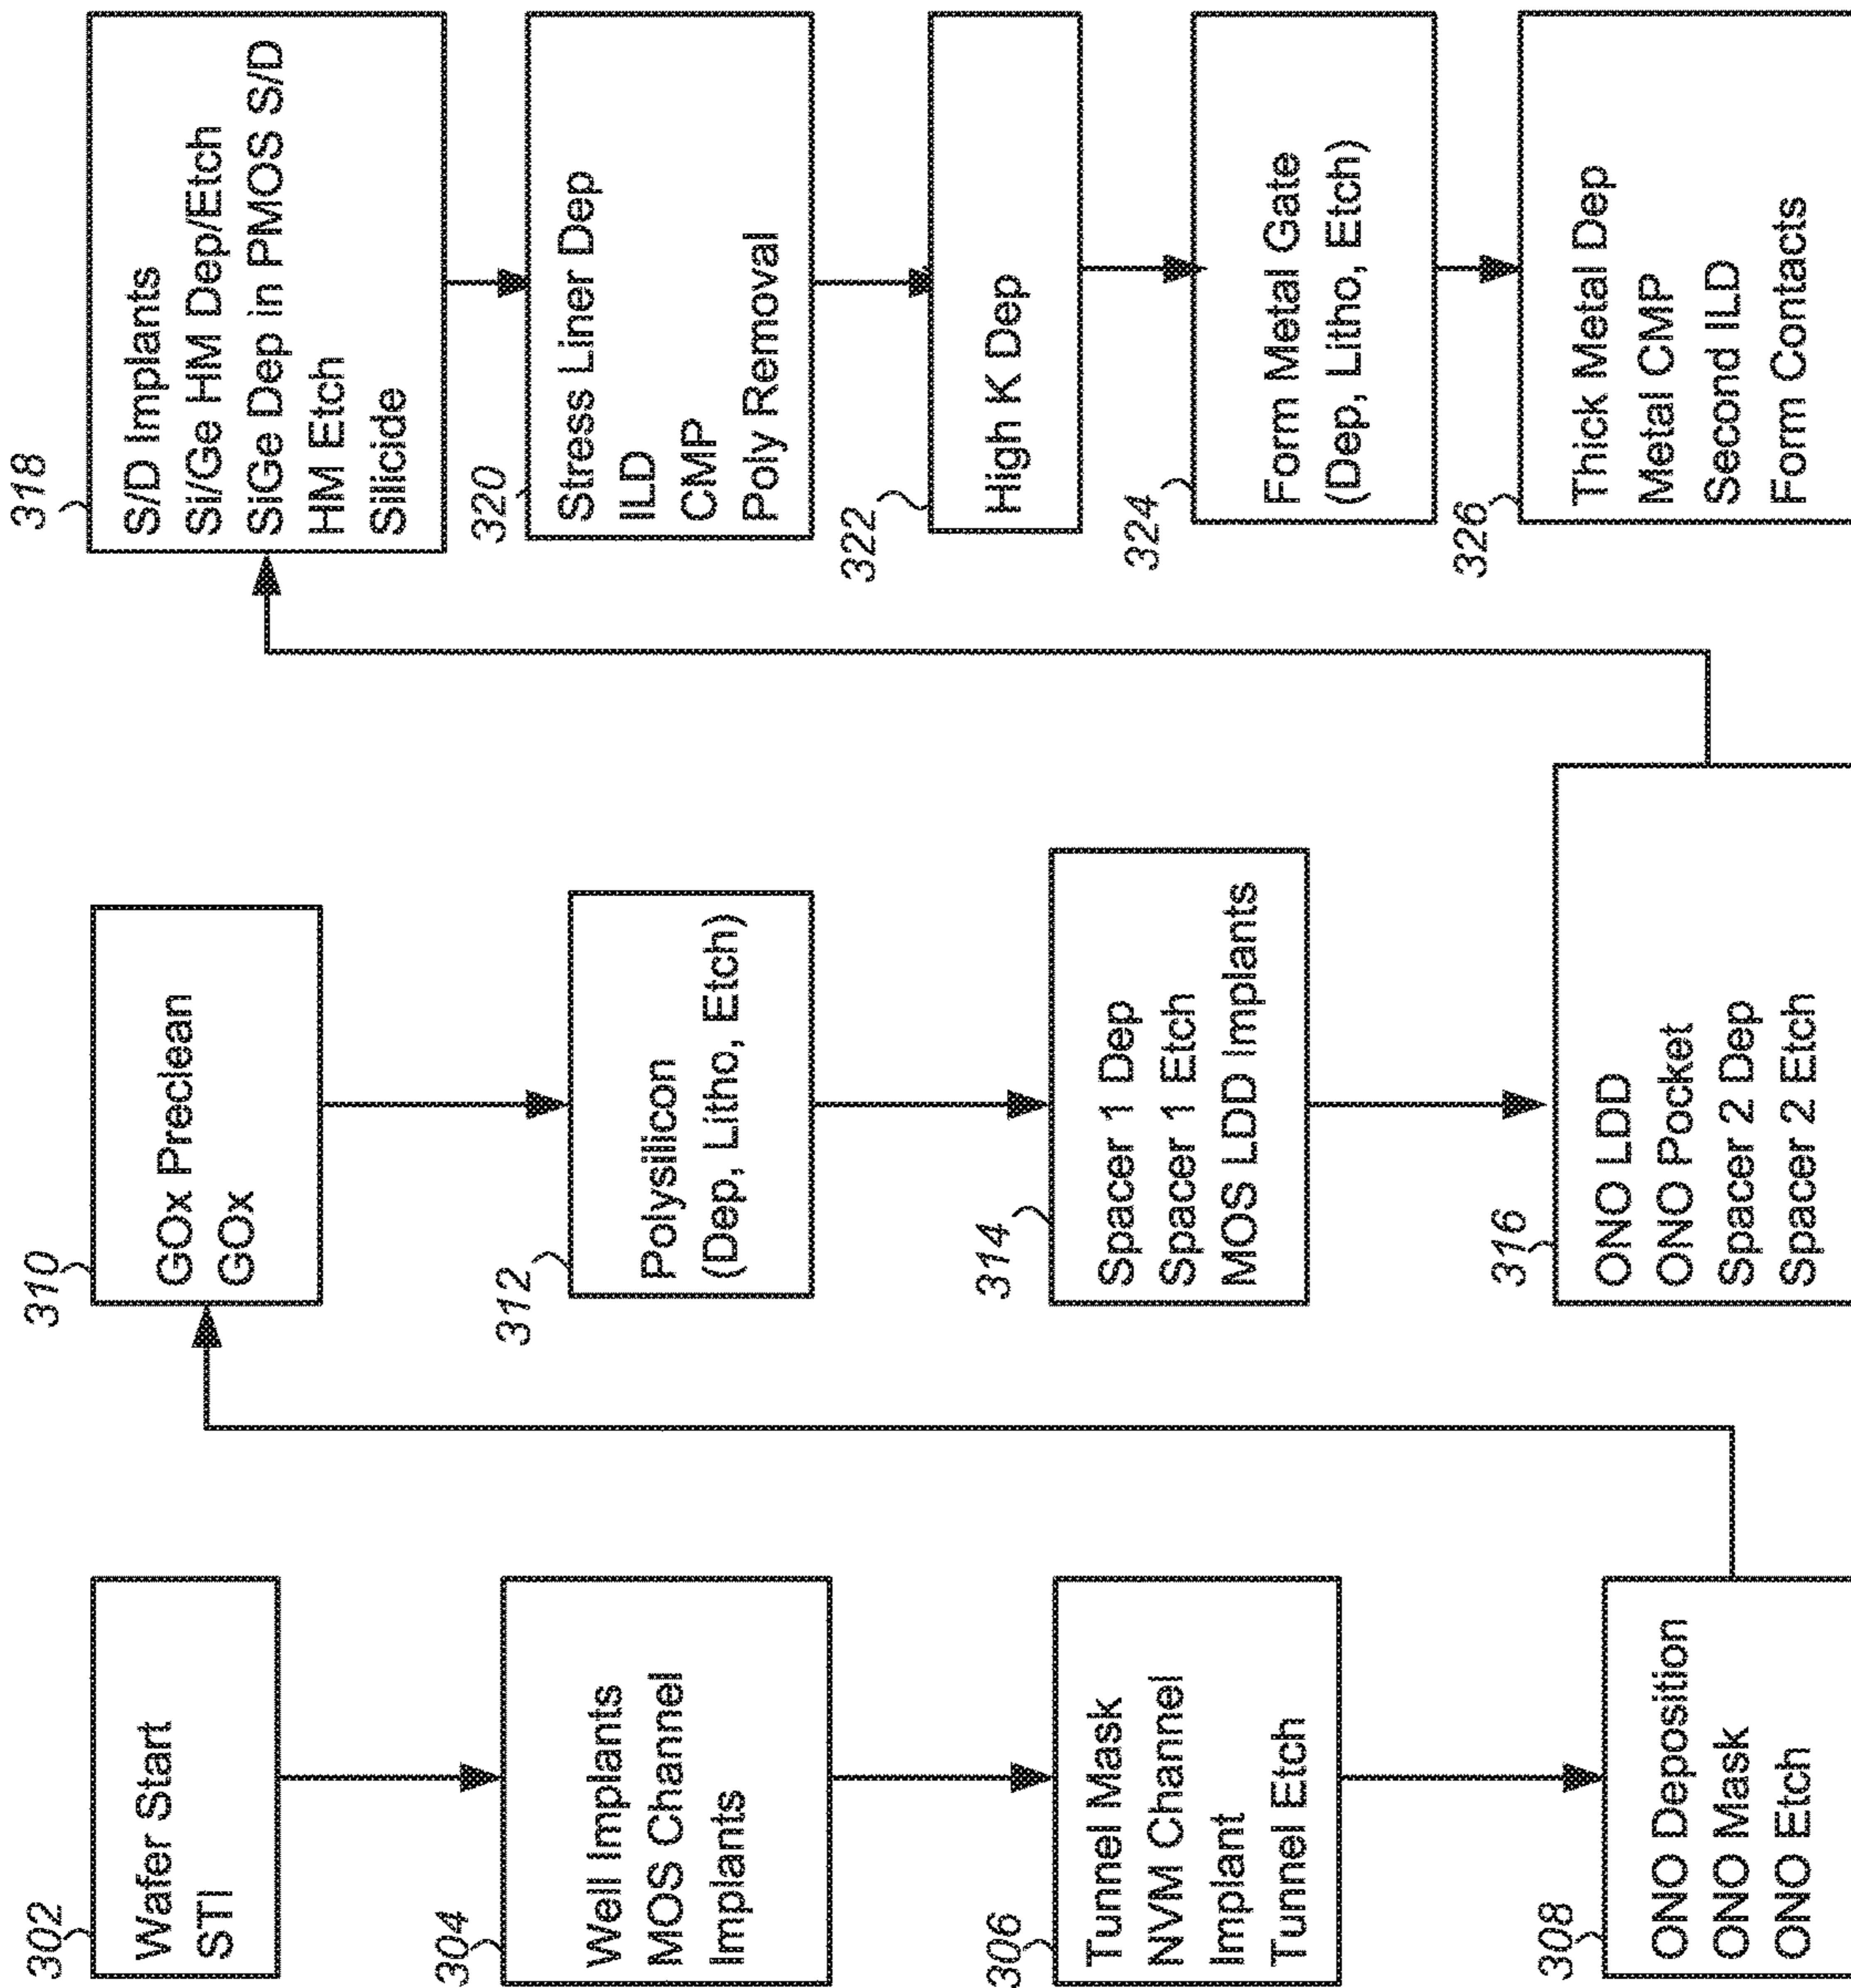 302
Wafer Start
STI
304
Well Implants
MOS Channel
Implants
306
Tunnel Mask
NVM Channel
Implant
Tunnel Etch
308
ONO Deposition
ONO Mask
ONO Etch
310
GOx Preclean
GOx
312
Polysilicon
(Dep, Litho, Etch)
314
Spacer 1 Dep
Spacer 1 Etch
MOS LDD Implants
316
ONO LDD
ONO Pocket
Spacer 2 Dep
Spacer 2 Etch
318
S/D Implants
Si/Ge HM Dep/Etch
SiGe Dep in PMOS S/D
HM Etch
Silicide
320
Stress Liner Dep
ILD
CMP
Poly Removal
322
High K Dep
324
Form Metal Gate
(Dep, Litho, Etch)
326
Thick Metal Dep
Metal CMP
Second ILD
Form Contacts